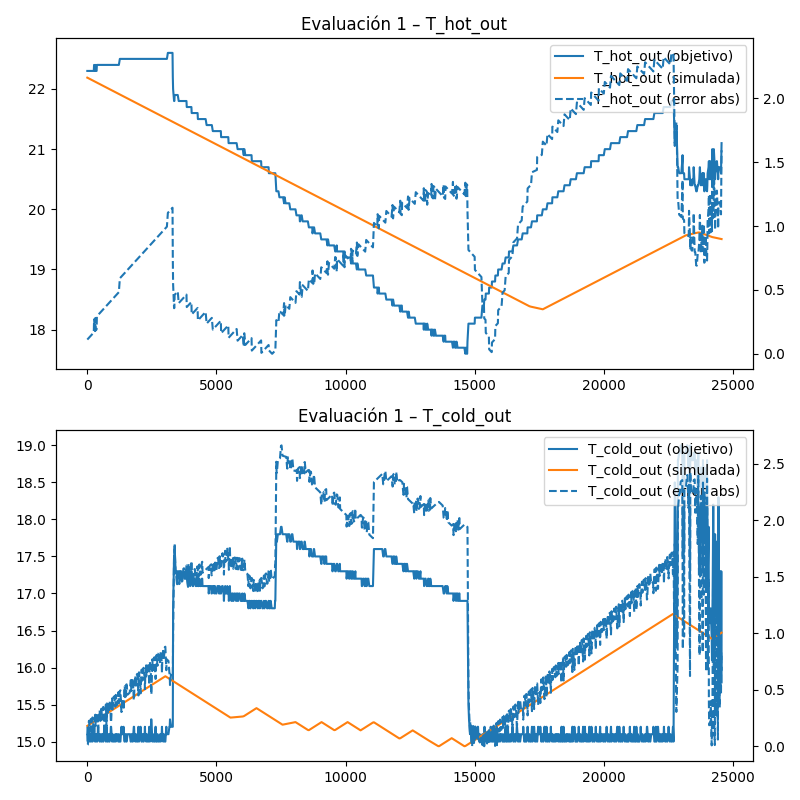 Evaluación 1 – T_hot_out
T_hot_out (objetivo)
T_hot_out (simulada)
T_hot_out (error abs)
22
21
20
19
18
2.0
1.5
1.0
0.5
0.0
0 5000 10000 15000 20000 25000
Evaluación 1 – T_cold_out
T_cold_out (objetivo)
T_cold_out (simulada)
T_cold_out (error abs)
19.0
18.5
18.0
17.5
17.0
16.5
16.0
15.5
15.0
2.5
2.0
1.5
1.0
0.5
0.0
0 5000 10000 15000 20000 25000